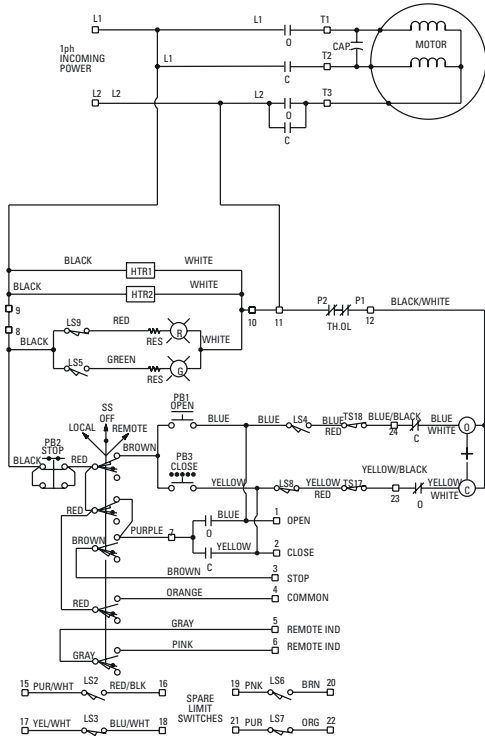 L1
L1
T1
O
1ph
INCOMING
POWER
CAP.
MOTOR
L1
T2
C
L2 L2
L2
T3
O
C
BLACK
HTR1
WHITE
BLACK
HTR2
WHITE
9
10
11
P2
P1
12
BLACK/WHITE
TH.OL
8
LS9
RED
RES
R
BLACK
WHITE
LS5
GREEN
RES
G
SS
OFF
LOCAL
REMOTE
PB1
OPEN
BROWN
BLUE
BLUE
LS4
BLUE
RED
TS18
BLUE/BLACK
24
C
BLUE
WHITE
O
PB2
STOP
BLACK
RED
PB3
CLOSE
YELLOW
LS8
YELLOW
RED
TS17
YELLOW/BLACK
23
O
YELLOW
WHITE
C
RED
PURPLE
7
BLUE
O
1
OPEN
BROWN
YELLOW
C
2
CLOSE
BROWN
3
STOP
RED
ORANGE
4
COMMON
GRAY
5
REMOTE IND
GRAY
PINK
6
REMOTE IND
15 PUR/WHT LS2 RED/BLK 16
SPARE
LIMIT
SWITCHES
19 PNK LS6 BRN 20
17 YEL/WHT LS3 BLU/WHT 18
21 PUR LS7 ORG 22